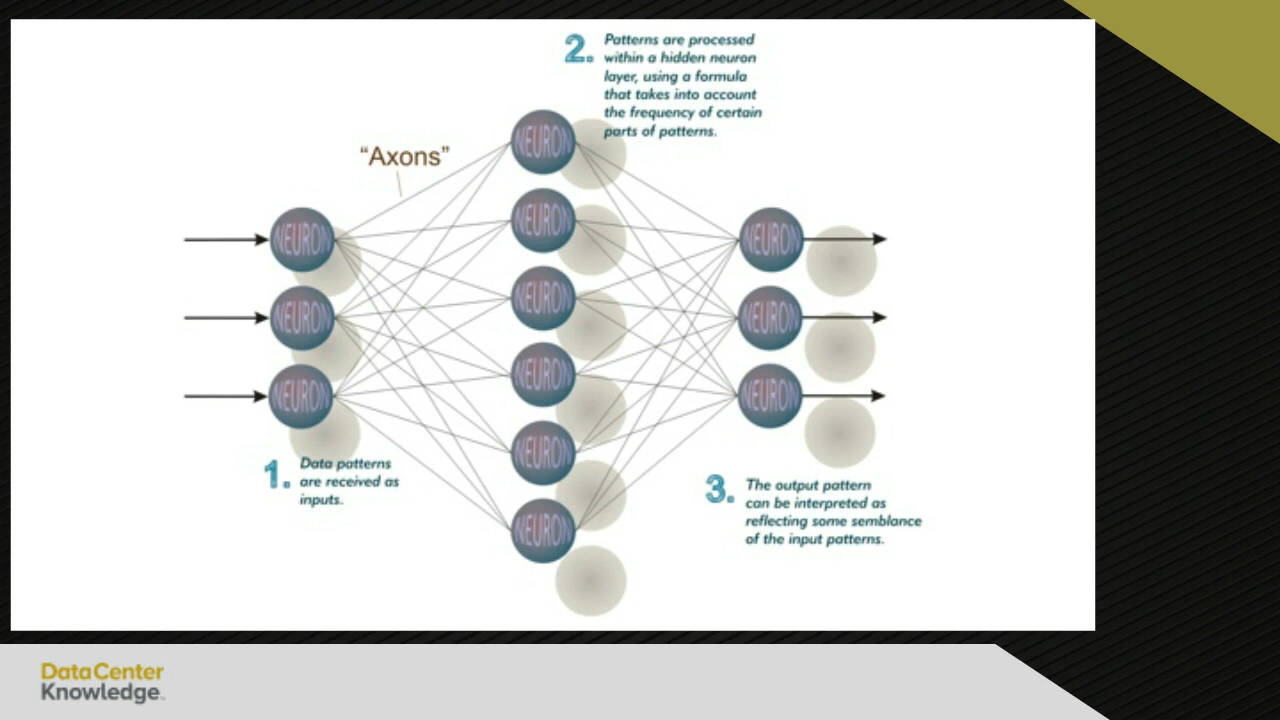 2. Patterns are processed
within a hidden neuron
layer, using a formula
that takes into account
the frequency of certain
parts of patterns.
“Axons”
NEURON
NEURON
NEURON
NEURON
NEURON
NEURON
NEURON
NEURON
NEURON
NEURON
NEURON
NEURON
1. Data patterns
are received as
inputs.
3. The output pattern
can be interpreted as
reflecting some semblance
of the input patterns.
DataCenter
Knowledge